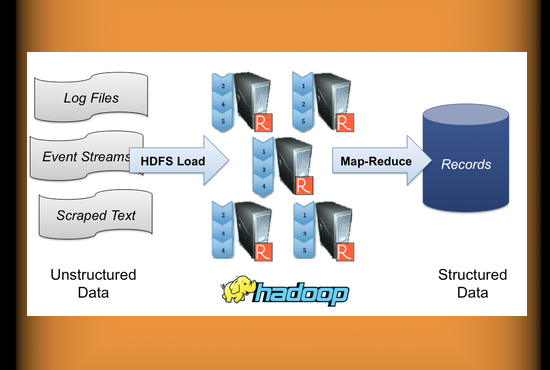 Log Files
Event Streams
Scraped Text
Unstructured
Data
HDFS Load
2
4
5
R
1
2
5
R
1
3
4
R
2
3
4
R
1
3
5
R
hadoop
Map-Reduce
Records
Structured
Data